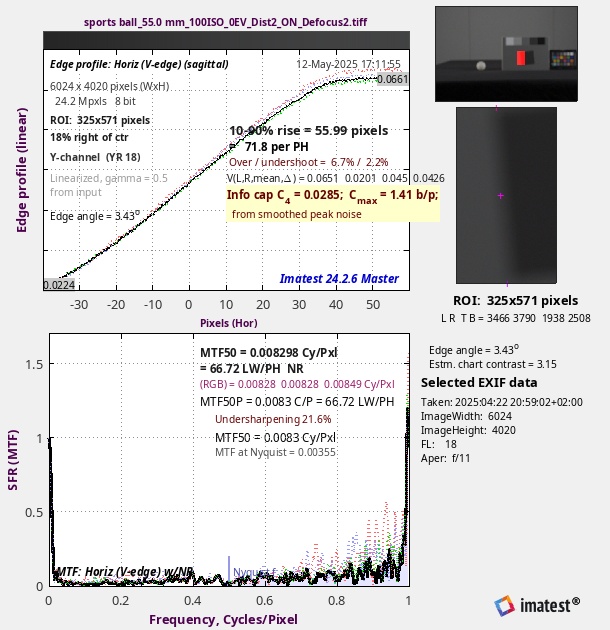 sports ball_55.0 mm_100ISO_0EV_Dist2_ON_Defocus2.tiff
Edge profile: Horiz (V-edge) (sagittal)
12-May-2025 17:11:55
0.0661
6024 x 4020 pixels (WxH)
24.2 Mpxls 8 bit
ROI: 325x571 pixels
18% right of ctr
Y-channel (YR 18)
Linearized, gamma = 0.5
from input
Edge angle = 3.43o
10-90% rise = 55.99 pixels
= 71.8 per PH
Over / undershoot = 6.7% / 2.2%
V(L,R,mean,Δ) = 0.0651 0.0201 0.045 0.0426
Info cap C4 = 0.0285; Cmax = 1.41 b/p;
from smoothed peak noise
Imatest 24.2.6 Master
0.0224
Edge profile (linear)
-30 -20 -10 0 10 20 30 40 50
Pixels (Hor)
ROI: 325x571 pixels
L R T B = 3466 3790 1938 2508
Edge angle = 3.43o
Estm. chart contrast = 3.15
Selected EXIF data
Taken: 2025:04:22 20:59:02+02:00
ImageWidth: 6024
ImageHeight: 4020
FL: 18
Aper: f/11
MTF50 = 0.008298 Cy/Pxl
= 66.72 LW/PH NR
(RGB) = 0.00828 0.00828 0.00849 Cy/Pxl
MTF50P = 0.0083 C/P = 66.72 LW/PH
Undersharpening 21.6%
MTF50 = 0.0083 Cy/Pxl
MTF at Nyquist = 0.00355
MTF: Horiz (V-edge) w/NR
Nyquist f
SFR (MTF)
1.5
1
0.5
0
0 0.2 0.4 0.6 0.8 1
Frequency, Cycles/Pixel
imatest®